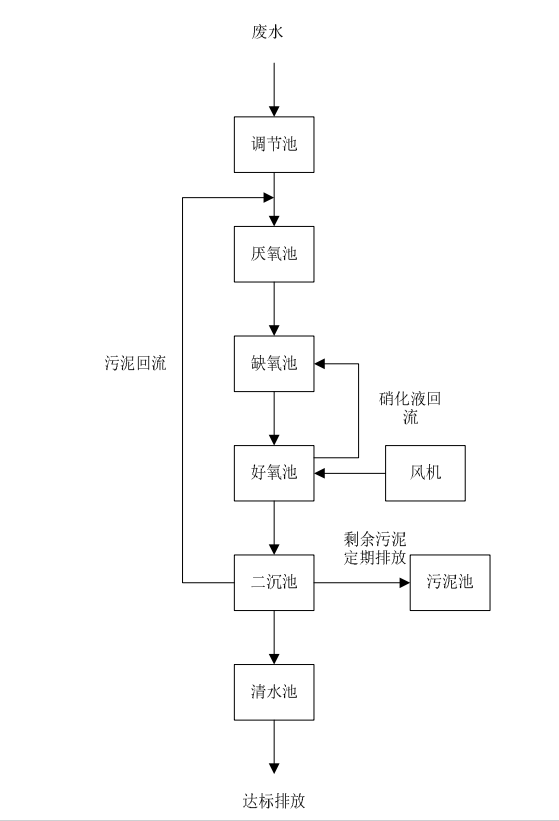 废水
调节池
厌氧池
污泥回流
缺氧池
硝化液回
流
好氧池
风机
剩余污泥
定期排放
二沉池
污泥池
清水池
达标排放